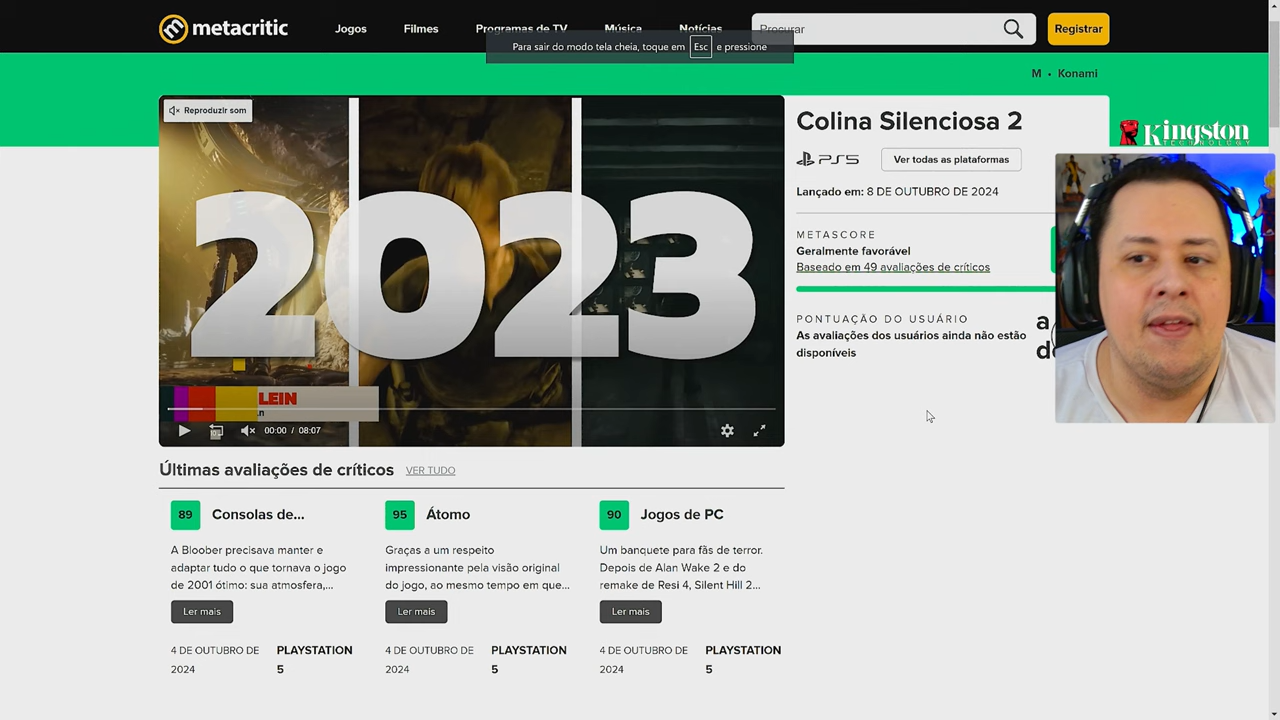 metacritic
Jogos
Filmes
Programas de TV
Música
Notícias
Procurar
Registrar
Para sair do modo tela cheia, toque em Esc e pressione
M • Konami
Reproduzir som
2023
LEIN
00:00 / 08:07
Colina Silenciosa 2
PS5
Ver todas as plataformas
Lançado em: 8 DE OUTUBRO DE 2024
METASCORE
Geralmente favorável
Baseado em 49 avaliações de críticos
PONTUAÇÃO DO USUÁRIO
As avaliações dos usuários ainda não estão
disponíveis
Kingston
TECHNOLOGY
Últimas avaliações de críticos VER TUDO
89 Consolas de...
A Bloober precisava manter e
adaptar tudo o que tornava o jogo
de 2001 ótimo: sua atmosfera,...
Ler mais
4 DE OUTUBRO DE
2024
PLAYSTATION
5
95 Átomo
Graças a um respeito
impressionante pela visão original
do jogo, ao mesmo tempo em que...
Ler mais
4 DE OUTUBRO DE
2024
PLAYSTATION
5
90 Jogos de PC
Um banquete para fãs de terror.
Depois de Alan Wake 2 e do
remake de Resi 4, Silent Hill 2...
Ler mais
4 DE OUTUBRO DE
2024
PLAYSTATION
5